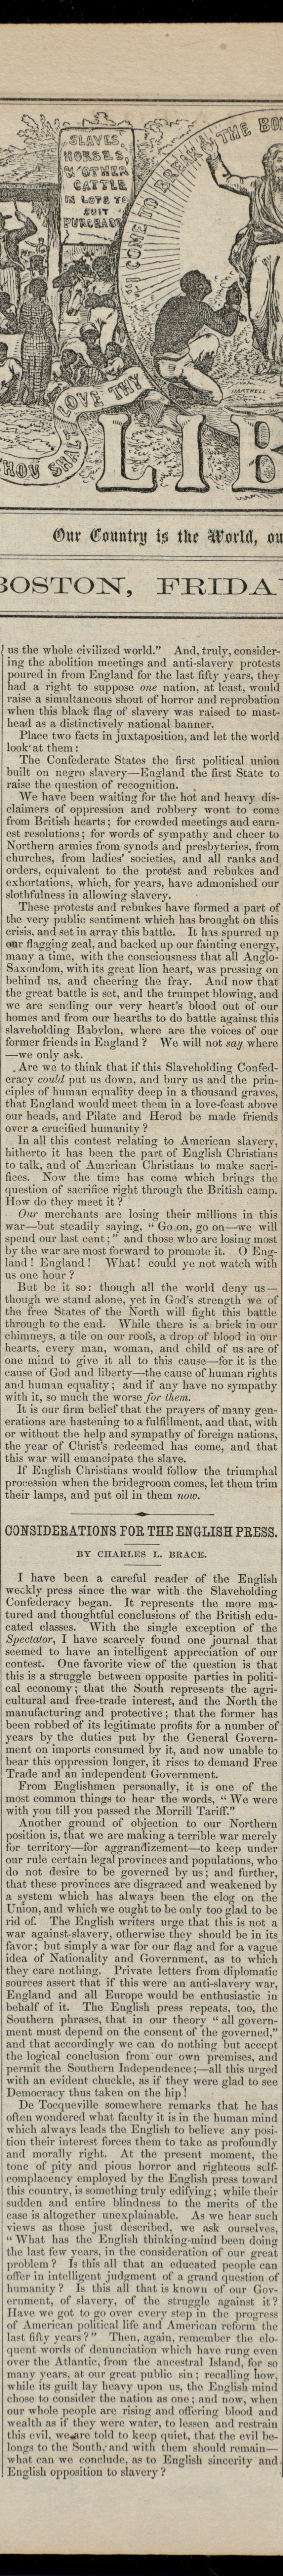 SLAVES,
HORSES,
& OTHER
CATTLE
IN LOTS TO
SUIT
PURCHASER
"I COME TO BREAK THE BO
HARTWELL
THOU SHAL
LOVE THY
LIB
Our Country is the World, ou
BOSTON, FRIDAY
us the whole civilized world." And, truly, consider-
ing the abolition meetings and anti-slavery protests
poured in from England for the last fifty years, they
had a right to suppose one nation, at least, would
raise a simultaneous shout of horror and reprobation
when this black flag of slavery was raised to mast-
head as a distinctively national banner.
Place two facts in juxtaposition, and let the world
look at them:
The Confederate States the first political union
built on negro slavery—England the first State to
raise the question of recognition.
We have been waiting for the hot and heavy dis-
claimers of oppression and robbery wont to come
from British hearts; for crowded meetings and earn-
est resolutions; for words of sympathy and cheer to
Northern armies from synods and presbyteries, from
churches, from ladies' societies, and all ranks and
orders, equivalent to the protest and rebukes and
exhortations, which, for years, have admonished our
slothfulness in allowing slavery.
These protests and rebukes have formed a part of
the very public sentiment which has brought on this
crisis, and set in array this battle. It has spurred up
our flagging zeal, and backed up our fainting energy,
many a time, with the consciousness that all Anglo-
Saxondom, with its great lion heart, was pressing on
behind us, and cheering the fray. And now that
the great battle is set, and the trumpet blowing, and
we are sending our very heart's blood out of our
homes and from our hearths to do battle against this
slaveholding Babylon, where are the voices of our
former friends in England? We will not say where
—we only ask.
Are we to think that if this Slaveholding Confed-
eracy could put us down, and bury us and the prin-
ciples of human equality deep in a thousand graves,
that England would meet them in a love-feast above
our heads, and Pilate and Herod be made friends
over a crucified humanity?
In all this contest relating to American slavery,
hitherto it has been the part of English Christians
to talk, and of American Christians to make sacri-
fices. Now the time has come which brings the
question of sacrifice right through the British camp.
How do they meet it?
Our merchants are losing their millions in this
war—but steadily saying, "Go on, go on—we will
spend our last cent;" and those who are losing most
by the war are most forward to promote it. O Eng-
land! England! What! could ye not watch with
us one hour?
But be it so: though all the world deny us—
though we stand alone, yet in God's strength we of
the free States of the North will fight this battle
through to the end. While there is a brick in our
chimneys, a tile on our roofs, a drop of blood in our
hearts, every man, woman, and child of us are of
one mind to give it all to this cause—for it is the
cause of God and liberty—the cause of human rights
and human equality; and if any have no sympathy
with it, so much the worse for them.
It is our firm belief that the prayers of many gen-
erations are hastening to a fulfillment, and that, with
or without the help and sympathy of foreign nations,
the year of Christ's redeemed has come, and that
this war will emancipate the slave.
If English Christians would follow the triumphal
procession when the bridegroom comes, let them trim
their lamps, and put oil in them now.
CONSIDERATIONS FOR THE ENGLISH PRESS.
BY CHARLES L. BRACE.
I have been a careful reader of the English
weekly press since the war with the Slaveholding
Confederacy began. It represents the more ma-
tured and thoughtful conclusions of the British edu-
cated classes. With the single exception of the
Spectator, I have scarcely found one journal that
seemed to have an intelligent appreciation of our
contest. One favorite view of the question is that
this is a struggle between opposite parties in politi-
cal economy; that the South represents the agri-
cultural and free-trade interest, and the North the
manufacturing and protective; that the former has
been robbed of its legitimate profits for a number of
years by the duties put by the General Govern-
ment on imports consumed by it, and now unable to
bear this oppression longer, it rises to demand Free
Trade and an independent Government.
From Englishmen personally, it is one of the
most common things to hear the words, "We were
with you till you passed the Morrill Tariff."
Another ground of objection to our Northern
position is, that we are making a terrible war merely
for territory—for aggrandizement—to keep under
our rule certain legal provinces and populations, who
do not desire to be governed by us; and further,
that these provinces are disgraced and weakened by
a system which has always been the clog on the
Union, and which we ought to be only too glad to be
rid of. The English writers urge that this is not a
war against slavery, otherwise they should be in its
favor; but simply a war for our flag and for a vague
idea of Nationality and Government, as to which
they care nothing. Private letters from diplomatic
sources assert that if this were an anti-slavery war,
England and all Europe would be enthusiastic in
behalf of it. The English press repeats, too, the
Southern phrases, that in our theory "all govern-
ment must depend on the consent of the governed,"
and that accordingly we can do nothing but accept
the logical conclusion from our own premises, and
permit the Southern Independence;—all this urged
with an evident chuckle, as if they were glad to see
Democracy thus taken on the hip!
De Tocqueville somewhere remarks that he has
often wondered what faculty it is in the human mind
which always leads the English to believe any posi-
tion their interest forces them to take as profoundly
and morally right. At the present moment, the
tone of pity and pious horror and righteous self-
complacency employed by the English press toward
this country, is something truly edifying; while their
sudden and entire blindness to the merits of the
case is altogether unexplainable. As we hear such
views as those just described, we ask ourselves,
"What has the English thinking-mind been doing
the last few years, in the consideration of our great
problem? Is this all that an educated people can
offer in intelligent judgment of a grand question of
humanity? Is this all that is known of our Gov-
ernment, of slavery, of the struggle against it?
Have we got to go over every step in the progress
of American political life and American reform the
last fifty years?" Then, again, remember the elo-
quent words of denunciation which have rung even
over the Atlantic, from the ancestral Island, for so
many years, at our great public sin; recalling how,
while its guilt lay heavy upon us, the English mind
chose to consider the nation as one; and now, when
our whole people are rising and offering blood and
wealth as if they were water, to lessen and restrain
this evil, we are told to keep quiet, that the evil be-
longs to the South, and with them should remain—
what can we conclude, as to English sincerity and
English opposition to slavery?